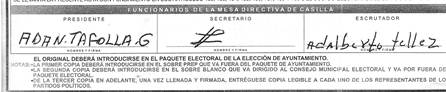 FUNCIONARIOS DE LA MESA DIRECTIVA DE CASILLA
PRESIDENTE SECRETARIO ESCRUTADOR
ADAN.TAFOLLA.G adalberto tellez
NOMBRE Y FIRMA NOMBRE Y FIRMA
EL ORIGINAL DEBERÁ INTRODUCIRSE EN EL PAQUETE ELECTORAL DE LA ELECCIÓN DE AYUNTAMIENTO.
NOTAS: •LA PRIMERA COPIA DEBERÁ INTRODUCIRSE EN EL SOBRE PREP QUE VA FUERA DEL PAQUETE DE AYUNTAMIENTO.
•LA SEGUNDA COPIA DEBERÁ INTRODUCIRSE EN EL SOBRE BLANCO QUE VA DIRIGIDO AL CONSEJO MUNICIPAL ELECTORAL Y VA POR FUERA DEL
PAQUETE ELECTORAL.
•DE LA TERCER COPIA EN ADELANTE, UNA VEZ LLENADA Y FIRMADA, ENTRÉGUESE COPIA LEGIBLE A CADA UNO DE LOS REPRESENTANTES DE LO
PARTIDOS POLÍTICOS.